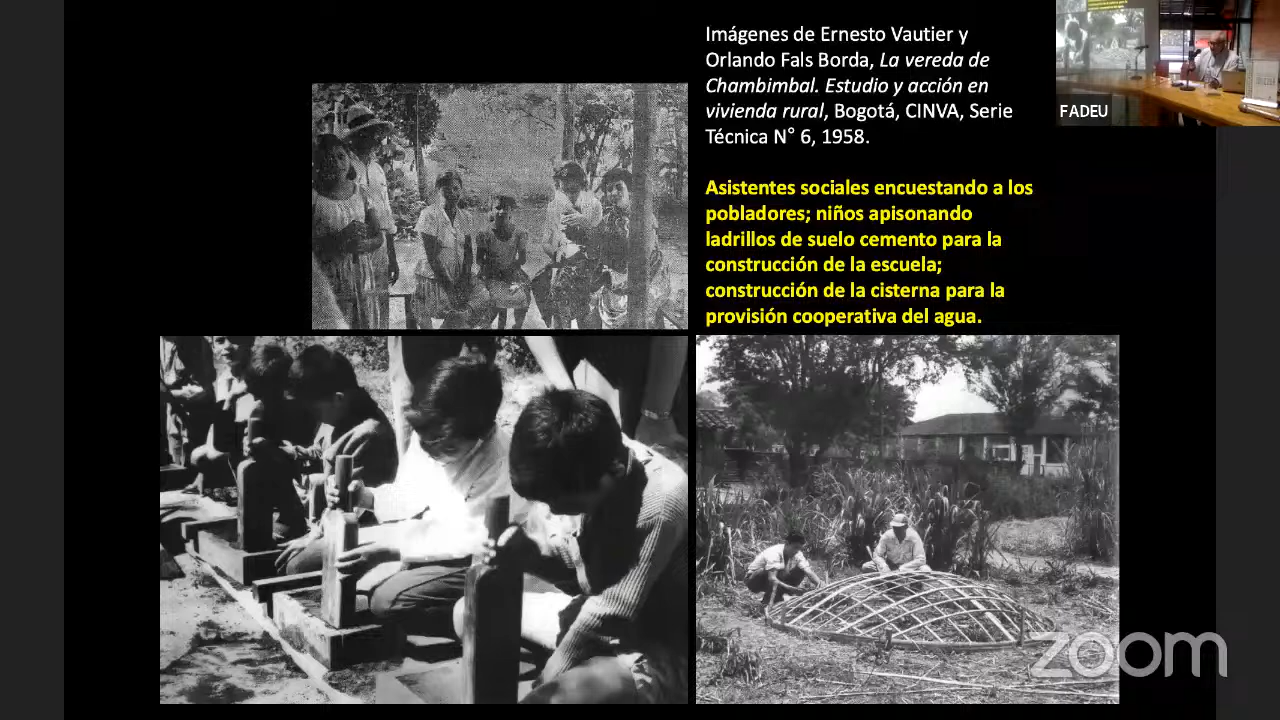 Imágenes de Ernesto Vautier y
Orlando Fals Borda, La vereda de
Chambimbal. Estudio y acción en
vivienda rural, Bogotá, CINVA, Serie
Técnica N° 6, 1958.
Asistentes sociales encuestando a los
pobladores; niños apisonando
ladrillos de suelo cemento para la
construcción de la escuela;
construcción de la cisterna para la
provisión cooperativa del agua.
FADEU
zoom